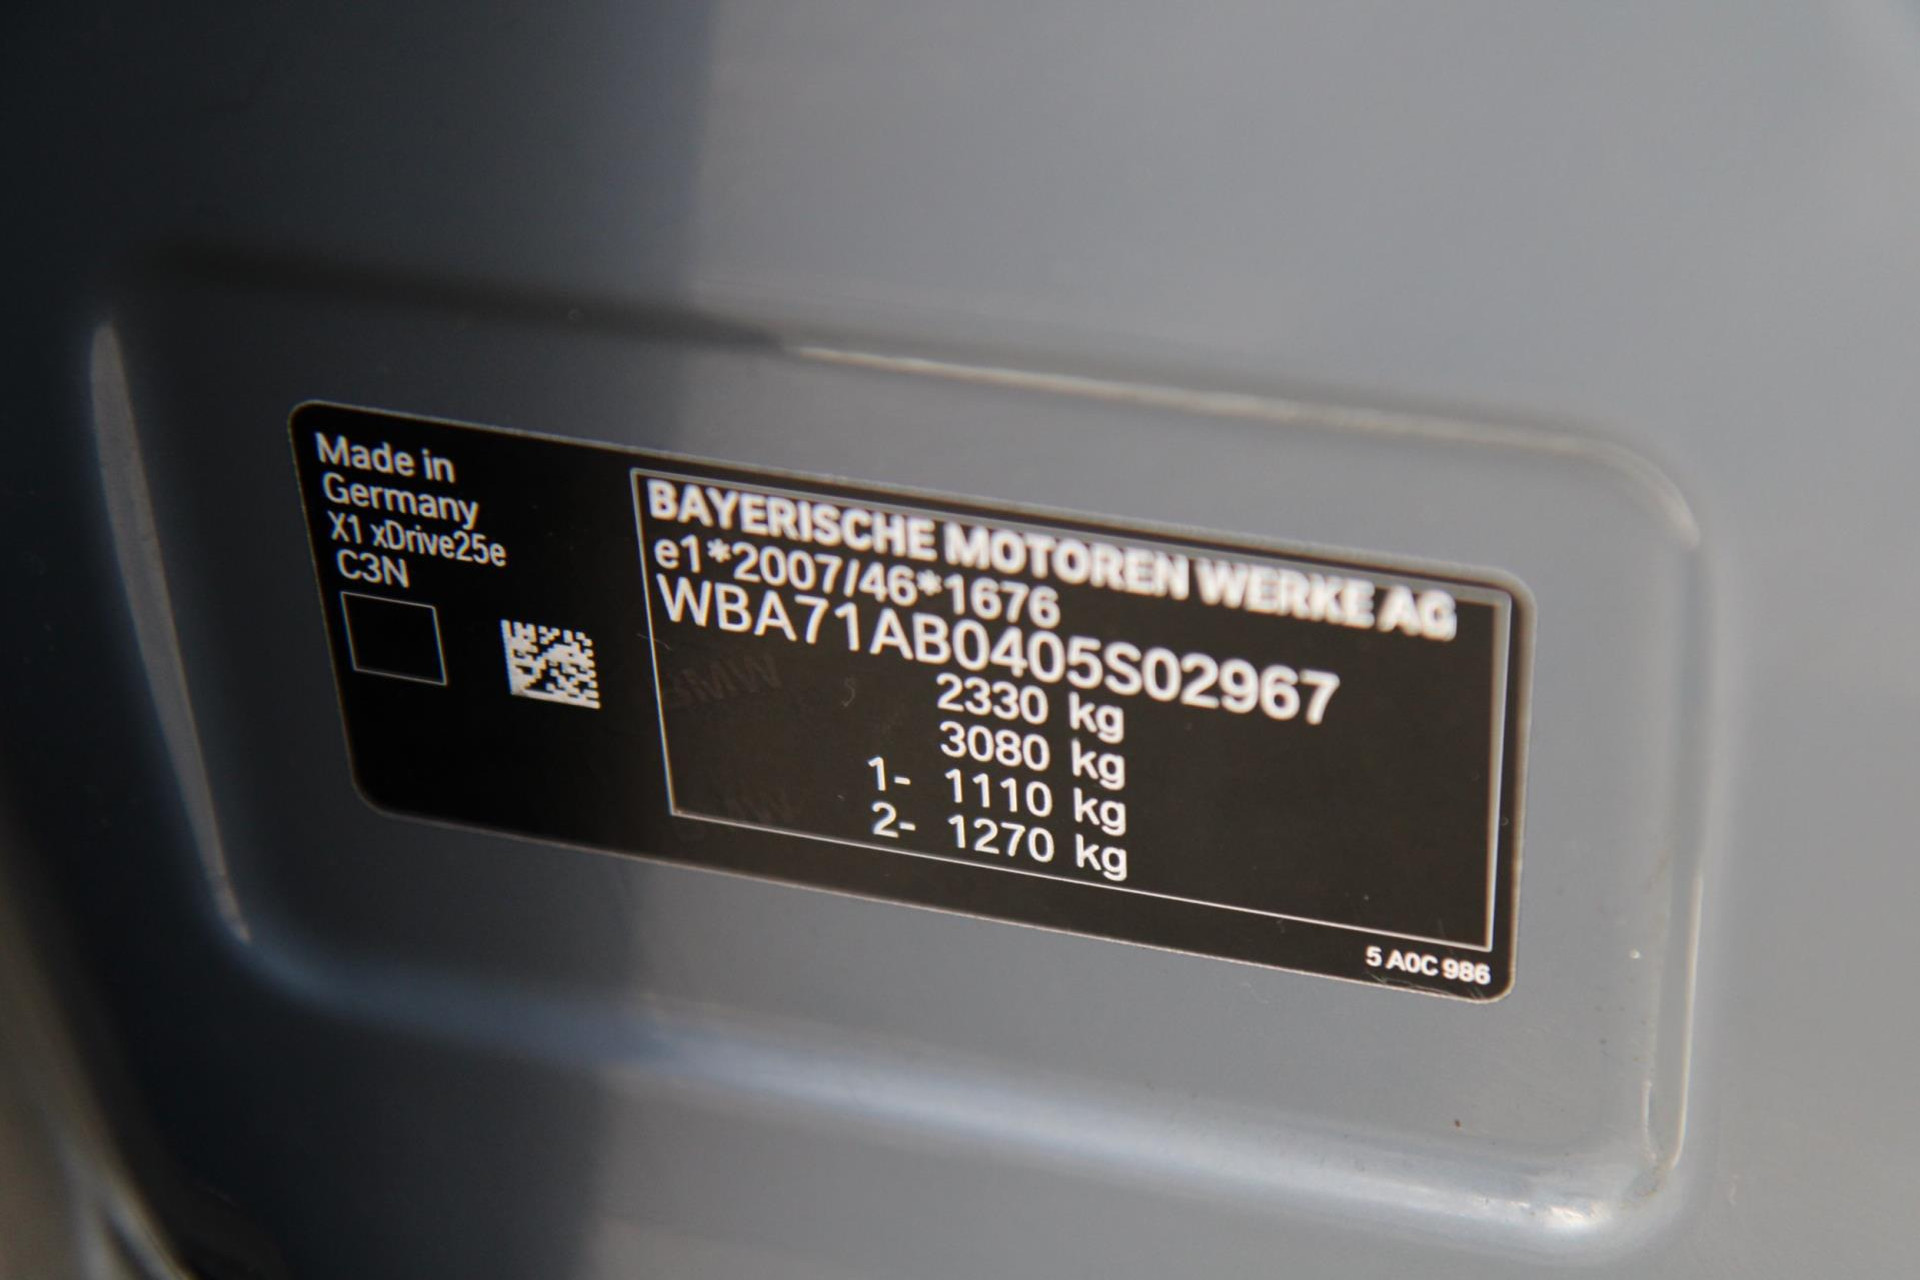 Made in
Germany
X1 xDrive25e
C3N
BAYERISCHE MOTOREN WERKE AG
e1*2007/46*1676
WBA71AB0405S02967
2330 kg
3080 kg
1- 1110 kg
2- 1270 kg
5 A0C 986